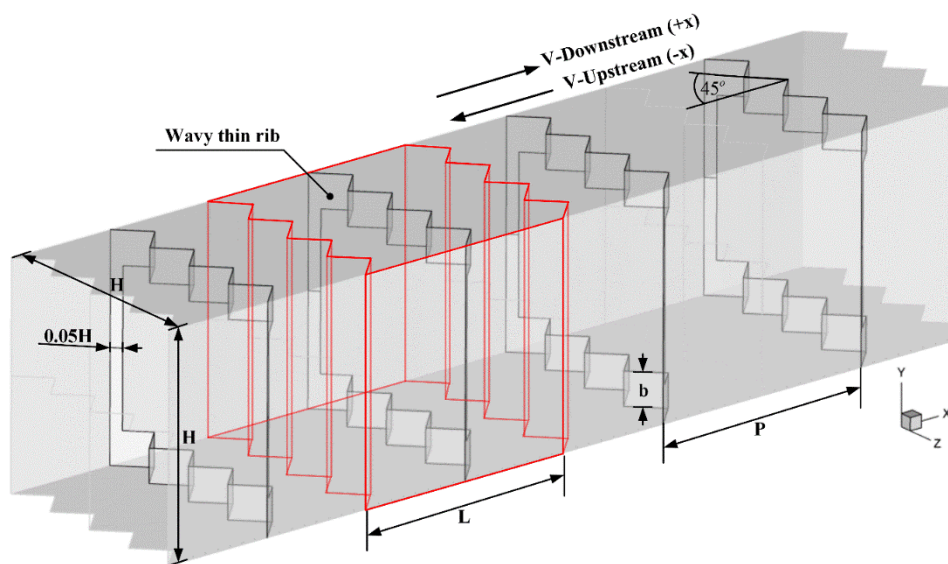 V-Downstream (+x)
V-Upstream (-x)
45°
Wavy thin rib
H
0.05H
H
b
P
L
Y
X
Z